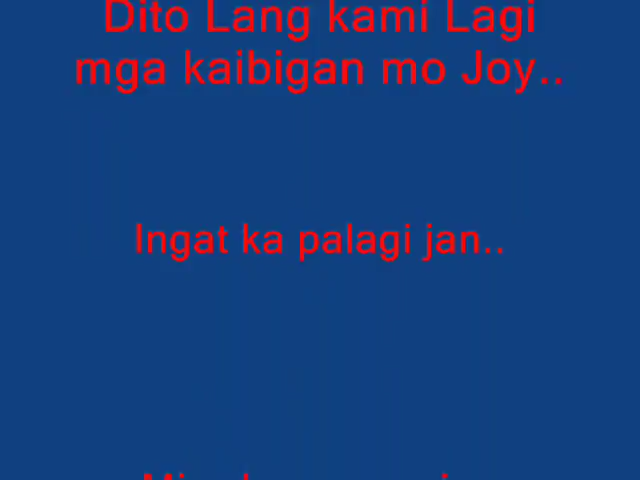 Dito Lang kami Lagi
mga kaibigan mo Joy..
Ingat ka palagi jan..